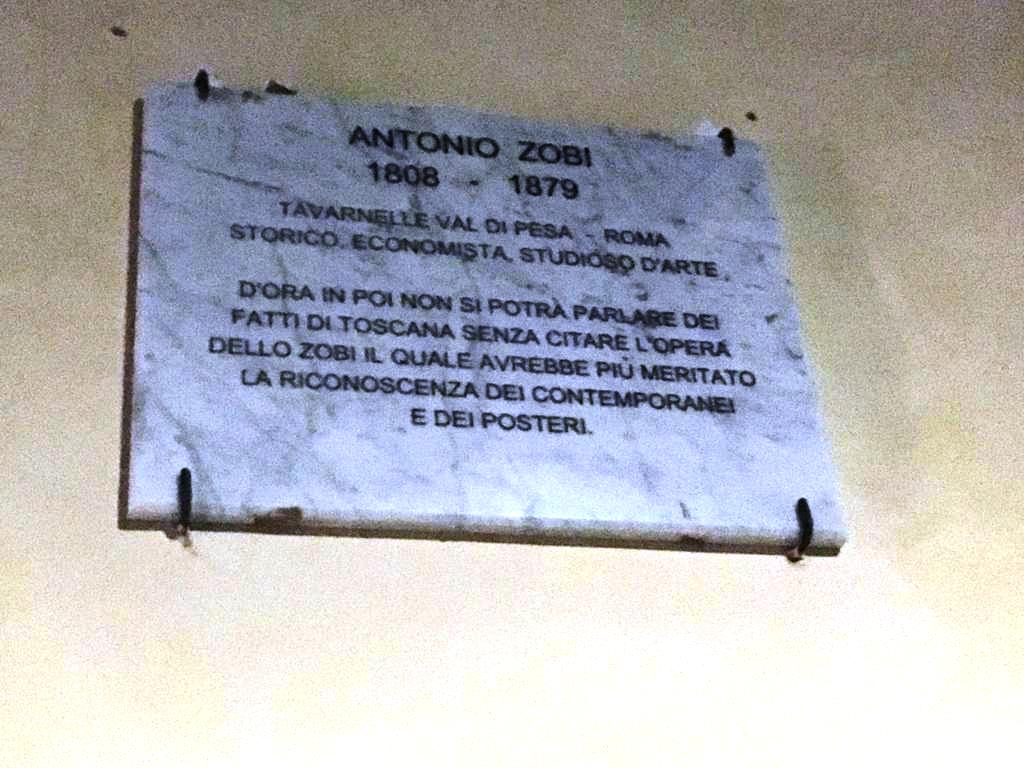 ANTONIO ZOBI
1808 - 1879
TAVARNELLE VAL DI PESA - ROMA
STORICO, ECONOMISTA, STUDIOSO D'ARTE.
D'ORA IN POI NON SI POTRÀ PARLARE DEI
FATTI DI TOSCANA SENZA CITARE L'OPERA
DELLO ZOBI IL QUALE AVREBBE PIÙ MERITATO
LA RICONOSCENZA DEI CONTEMPORANEI
E DEI POSTERI.